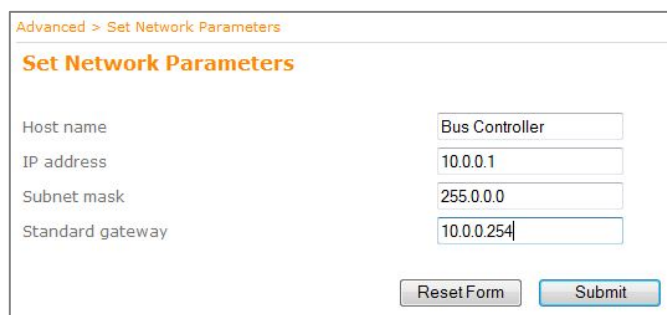 Advanced > Set Network Parameters
Set Network Parameters
Host name Bus Controller
IP address 10.0.0.1
Subnet mask 255.0.0.0
Standard gateway 10.0.0.254
Reset Form Submit